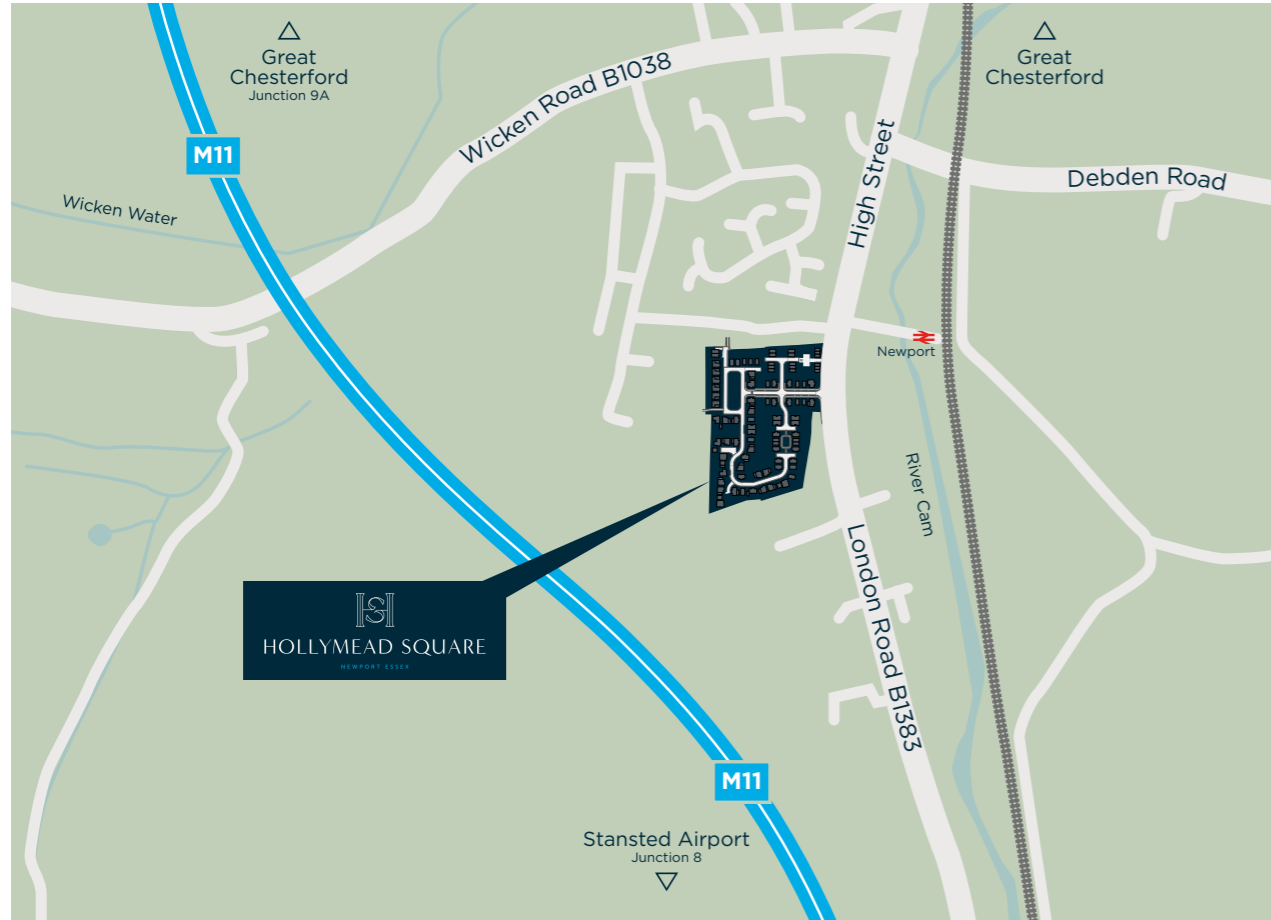 Great
Chesterford
Junction 9A
Great
Chesterford
Wicken Road B1038
M11
High Street
Debden Road
Wicken Water
Newport
River Cam
London Road B1383
HS
HOLLYMEAD SQUARE
NEWPORT ESSEX
M11
Stansted Airport
Junction 8